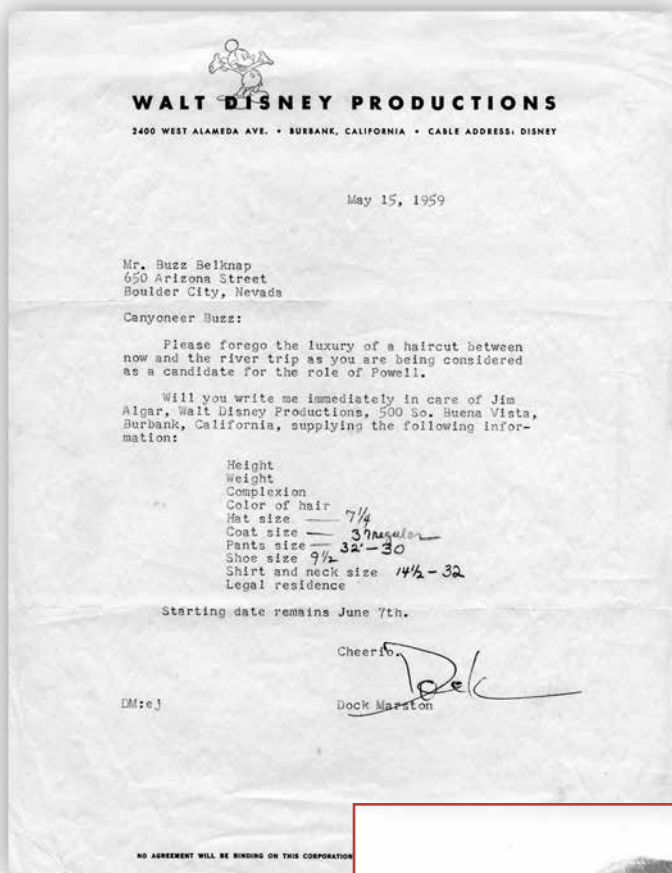 WALT DISNEY PRODUCTIONS
2400 WEST ALAMEDA AVE. • BURBANK, CALIFORNIA • CABLE ADDRESS: DISNEY
May 15, 1959
Mr. Buzz Belknap
650 Arizona Street
Boulder City, Nevada
Canyoneer Buzz:
Please forego the luxury of a haircut between
now and the river trip as you are being considered
as a candidate for the role of Powell.
Will you write me immediately in care of Jim
Algar, Walt Disney Productions, 500 So. Buena Vista,
Burbank, California, supplying the following infor-
mation:
Height
Weight
Complexion
Color of hair
Hat size — 7 1/4
Coat size — 37 regular
Pants size — 32'-30
Shoe size 9 1/2
Shirt and neck size 14 1/2 - 32
Legal residence
Starting date remains June 7th.
Cheerio,
Dock
DM:ej Dock Marston
NO AGREEMENT WILL BE BINDING ON THIS CORPORATION